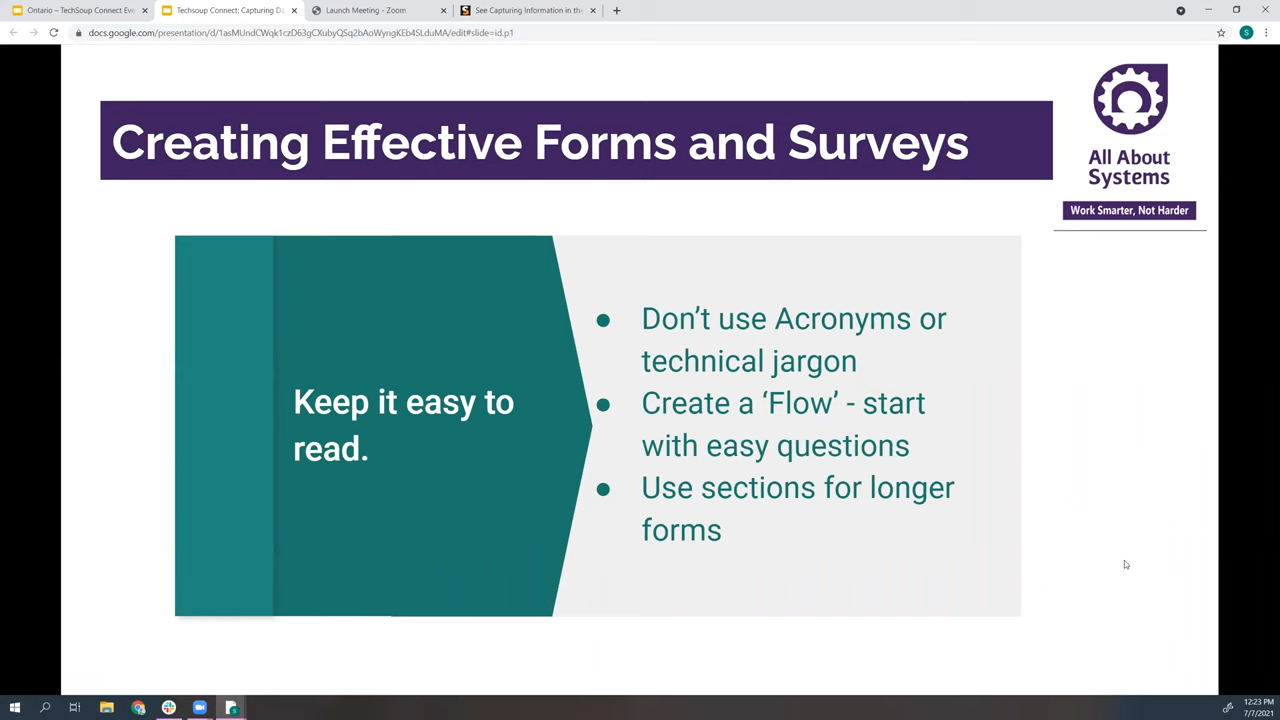 Ontario – TechSoup Connect Eve
Techsoup Connect: Capturing Da
Launch Meeting - Zoom
See Capturing Information in the
docs.google.com/presentation/d/1asMUndCWqk1czD63gCXubyQSq2bAoWyngKEb4SLduMA/edit#slide=id.p1
S
Creating Effective Forms and Surveys
All About
Systems
Work Smarter, Not Harder
Keep it easy to
read.
● Don’t use Acronyms or
technical jargon
● Create a ‘Flow’ - start
with easy questions
● Use sections for longer
forms
12:23 PM
7/7/2021